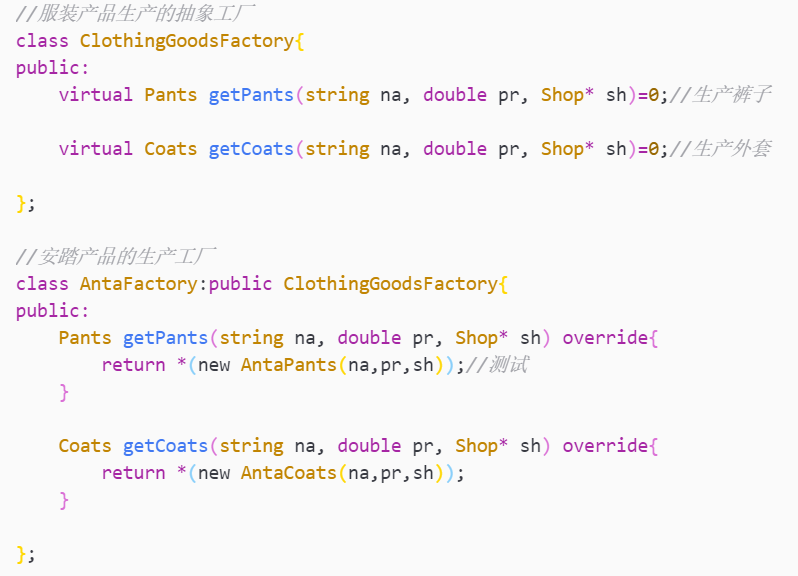 //服装产品生产的抽象工厂
class ClothingGoodsFactory{
public:
    virtual Pants getPants(string na, double pr, Shop* sh)=0;//生产裤子
    virtual Coats getCoats(string na, double pr, Shop* sh)=0;//生产外套
};
//安踏产品的生产工厂
class AntaFactory:public ClothingGoodsFactory{
public:
    Pants getPants(string na, double pr, Shop* sh) override{
        return *(new AntaPants(na,pr,sh));//测试
    }
    Coats getCoats(string na, double pr, Shop* sh) override{
        return *(new AntaCoats(na,pr,sh));
    }
};